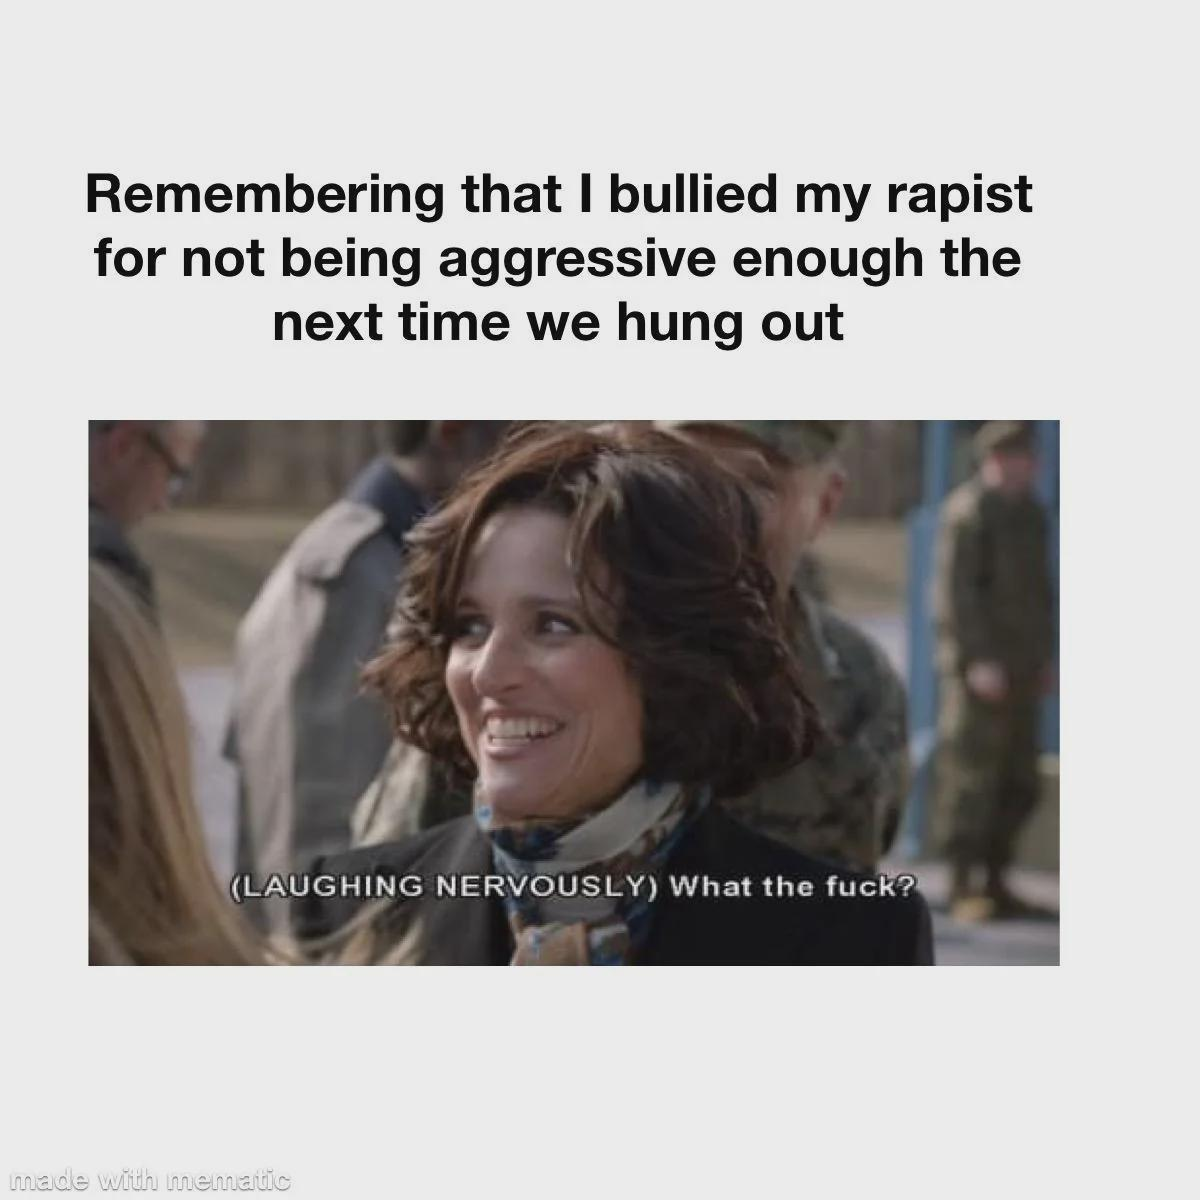 Remembering that I bullied my rapist
for not being aggressive enough the
next time we hung out
(LAUGHING NERVOUSLY) What the fuck?
made with mematic